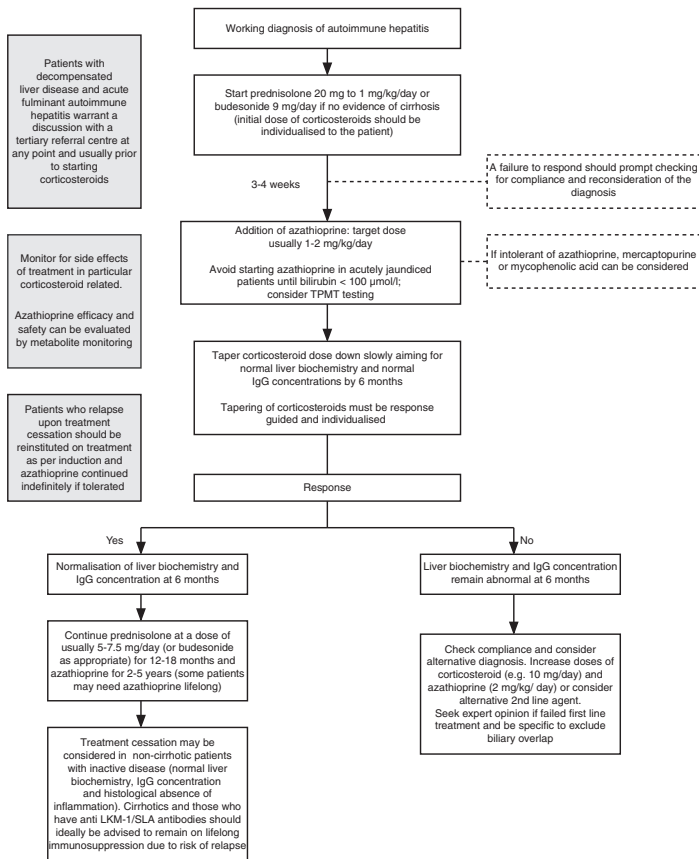 Working diagnosis of autoimmune hepatitis
Patients with
decompensated
liver disease and acute
fulminant autoimmune
hepatitis warrant a
discussion with a
tertiary referral centre at
any point and usually prior
to starting
corticosteroids
Start prednisolone 20 mg to 1 mg/kg/day or
budesonide 9 mg/day if no evidence of cirrhosis
(initial dose of corticosteroids should be
individualised to the patient)
3-4 weeks
A failure to respond should prompt checking
for compliance and reconsideration of the
diagnosis
Addition of azathioprine: target dose
usually 1-2 mg/kg/day
Avoid starting azathioprine in acutely jaundiced
patients until bilirubin < 100 μmol/l;
consider TPMT testing
If intolerant of azathioprine, mercaptopurine
or mycophenolic acid can be considered
Monitor for side effects
of treatment in particular
corticosteroid related.
Azathioprine efficacy and
safety can be evaluated
by metabolite monitoring
Taper corticosteroid dose down slowly aiming for
normal liver biochemistry and normal
IgG concentrations by 6 months
Tapering of corticosteroids must be response
guided and individualised
Patients who relapse
upon treatment
cessation should be
reinstituted on treatment
as per induction and
azathioprine continued
indefinitely if tolerated
Response
Yes
No
Normalisation of liver biochemistry and
IgG concentration at 6 months
Liver biochemistry and IgG concentration
remain abnormal at 6 months
Continue prednisolone at a dose of
usually 5-7.5 mg/day (or budesonide
as appropriate) for 12-18 months and
azathioprine for 2-5 years (some patients
may need azathioprine lifelong)
Check compliance and consider
alternative diagnosis. Increase doses of
corticosteroid (e.g. 10 mg/day) and
azathioprine (2 mg/kg/ day) or consider
alternative 2nd line agent.
Seek expert opinion if failed first line
treatment and be specific to exclude
biliary overlap
Treatment cessation may be
considered in non-cirrhotic patients
with inactive disease (normal liver
biochemistry, IgG concentration
and histological absence of
inflammation). Cirrhotics and those who
have anti LKM-1/SLA antibodies should
ideally be advised to remain on lifelong
immunosuppression due to risk of relapse